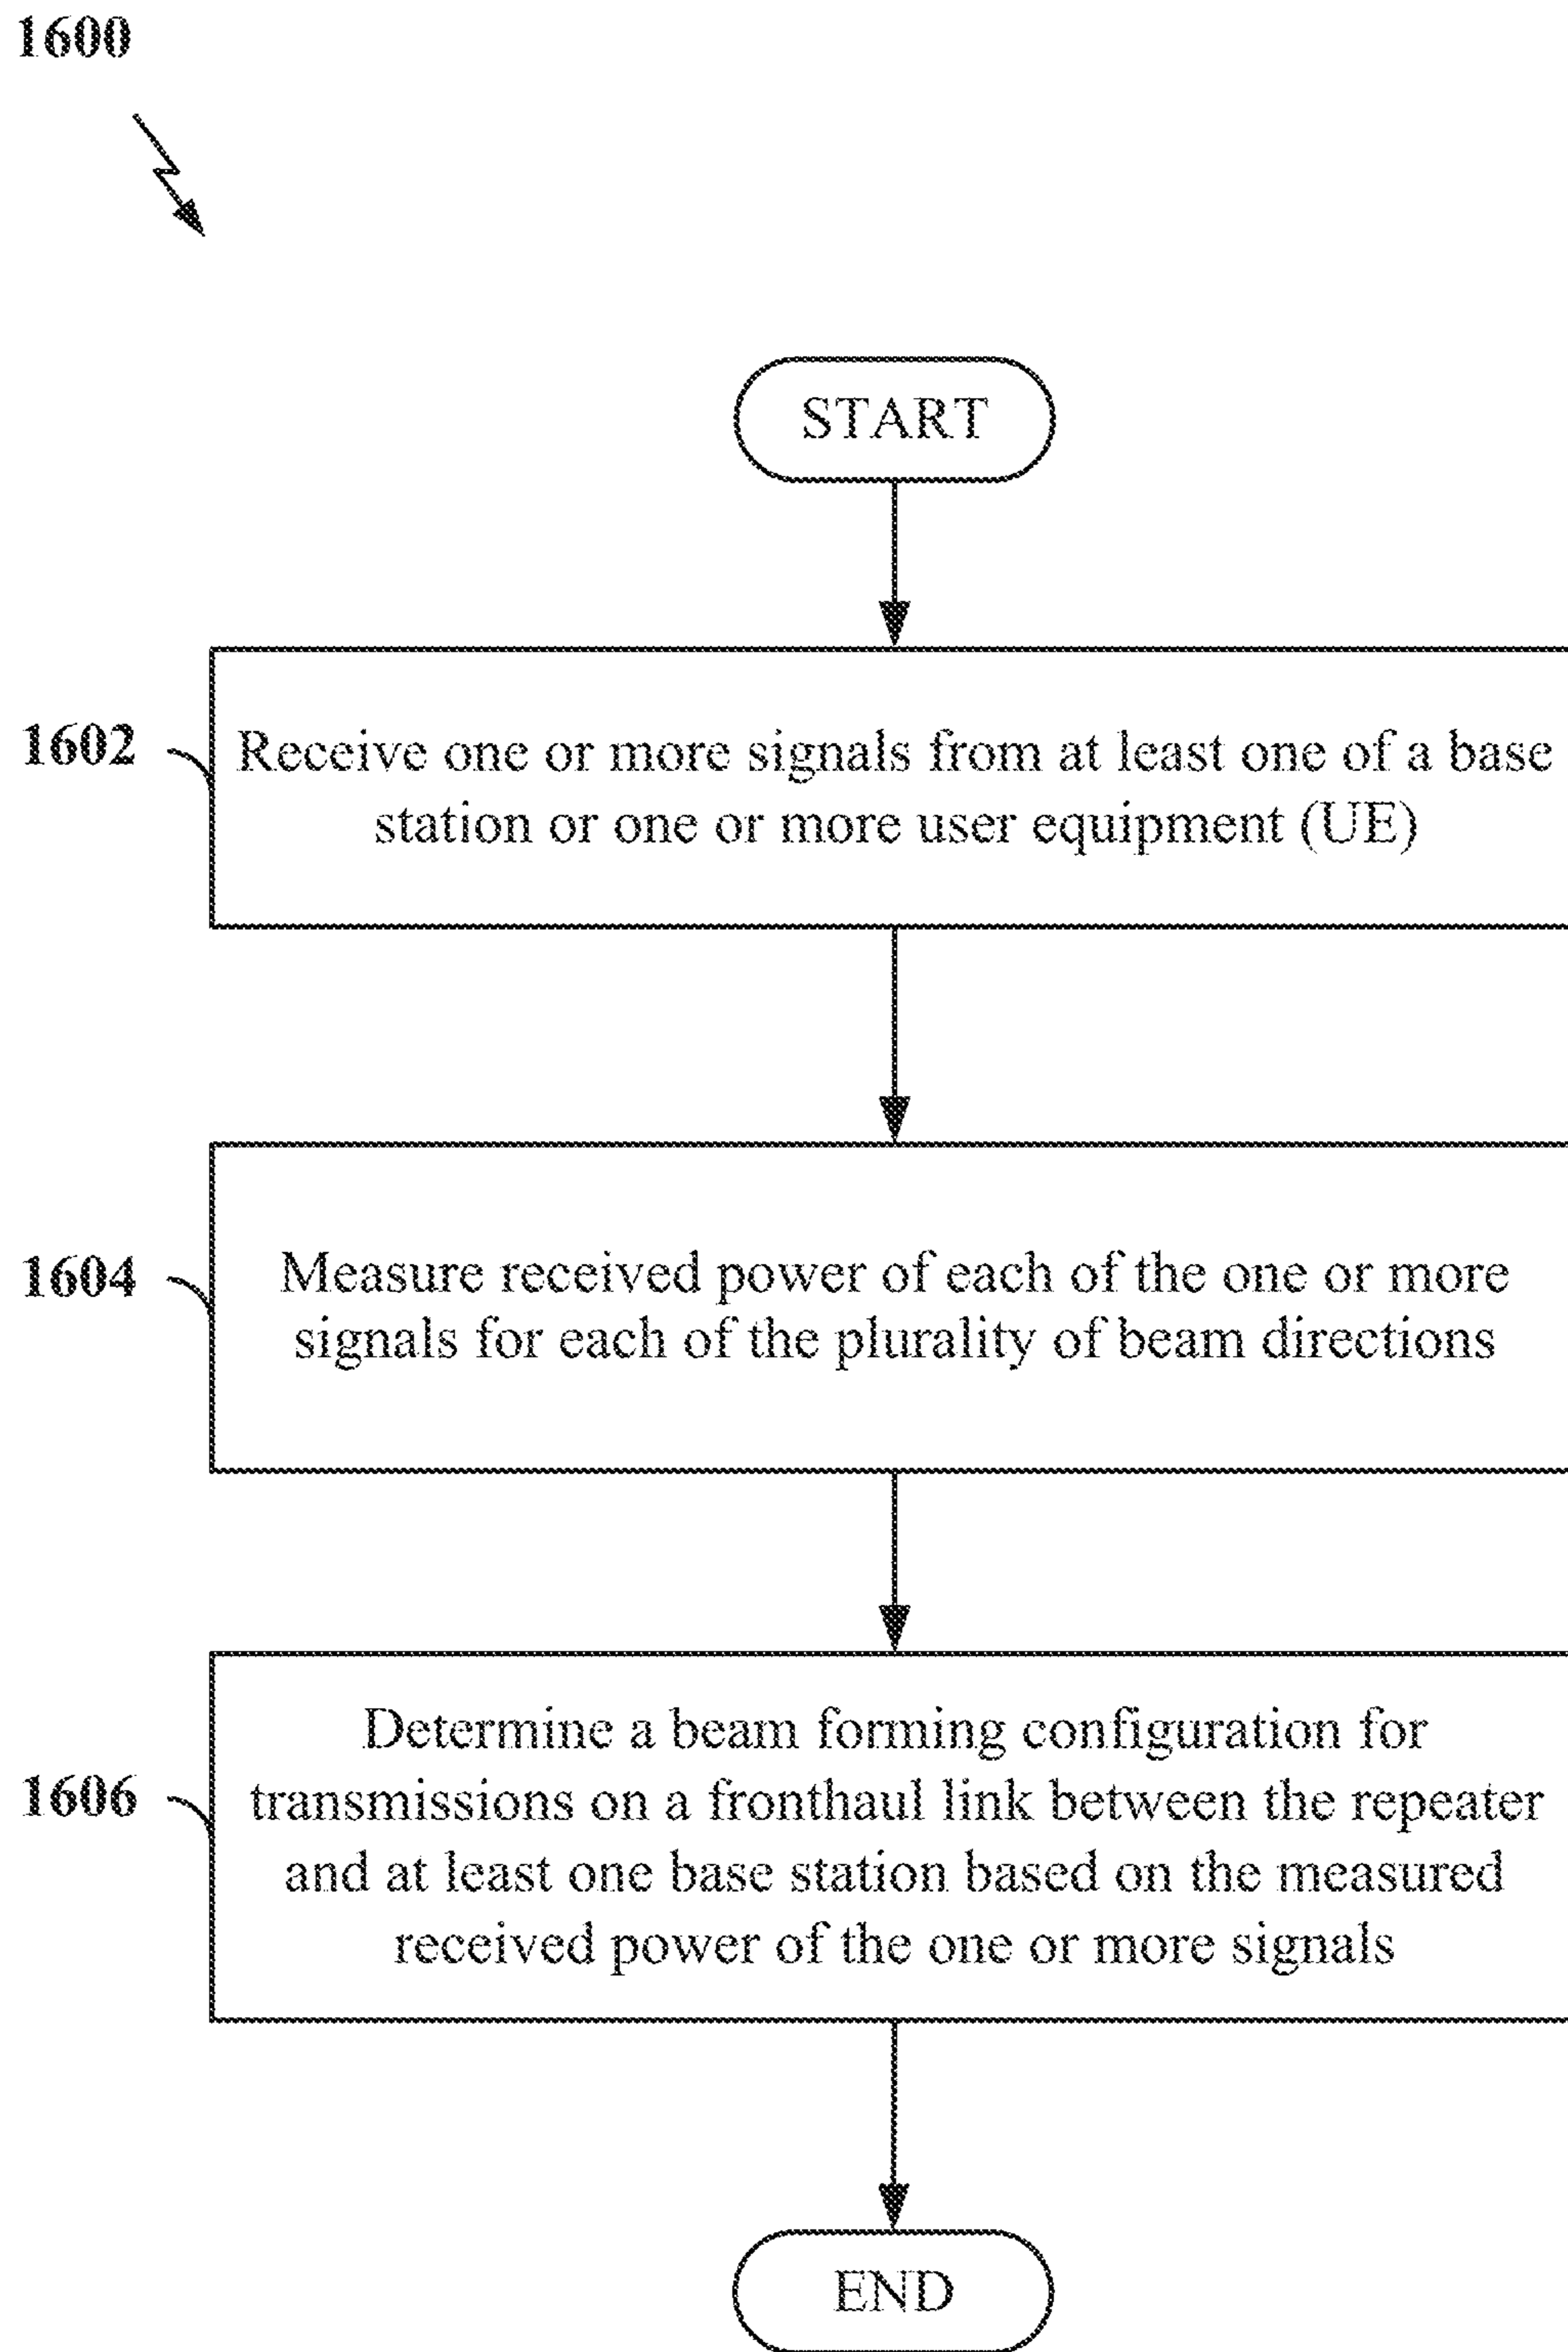 1600
START
1602
Receive one or more signals from at least one of a base
station or one or more user equipment (UE)
1604
Measure received power of each of the one or more
signals for each of the plurality of beam directions
1606
Determine a beam forming configuration for
transmissions on a fronthaul link between the repeater
and at least one base station based on the measured
received power of the one or more signals
END